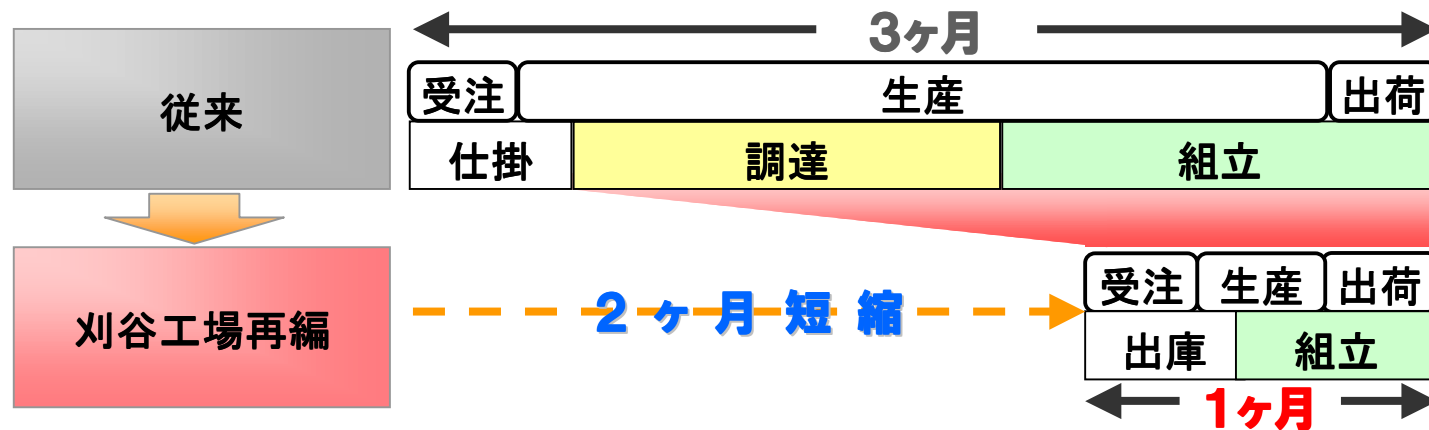 3ヶ月
従来
受注 生産 出荷
仕掛 調達 組立
刈谷工場再編
2ヶ月短縮
受注 生産 出荷
出庫 組立
1ヶ月